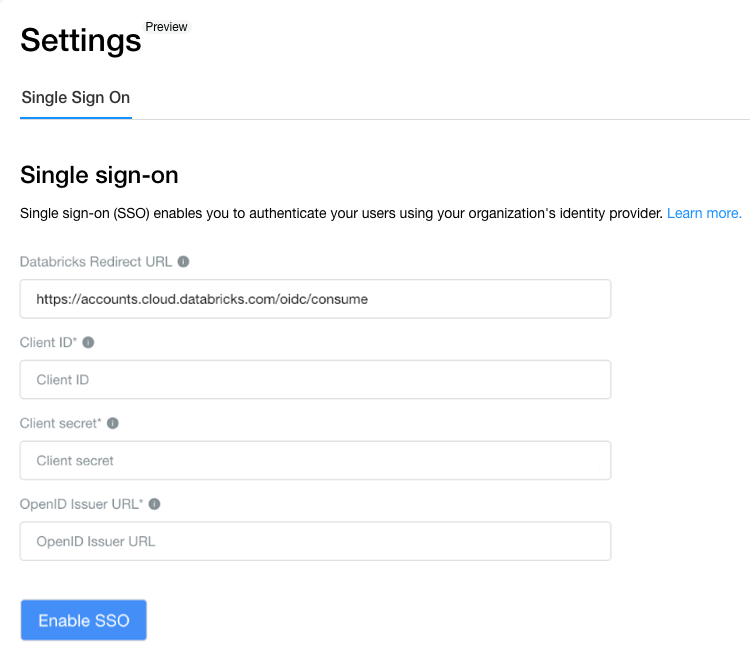 Settings Preview
Single Sign On
Single sign-on
Single sign-on (SSO) enables you to authenticate your users using your organization's identity provider. Learn more.
Databricks Redirect URL
https://accounts.cloud.databricks.com/oidc/consume
Client ID*
Client ID
Client secret*
Client secret
OpenID Issuer URL*
OpenID Issuer URL
Enable SSO